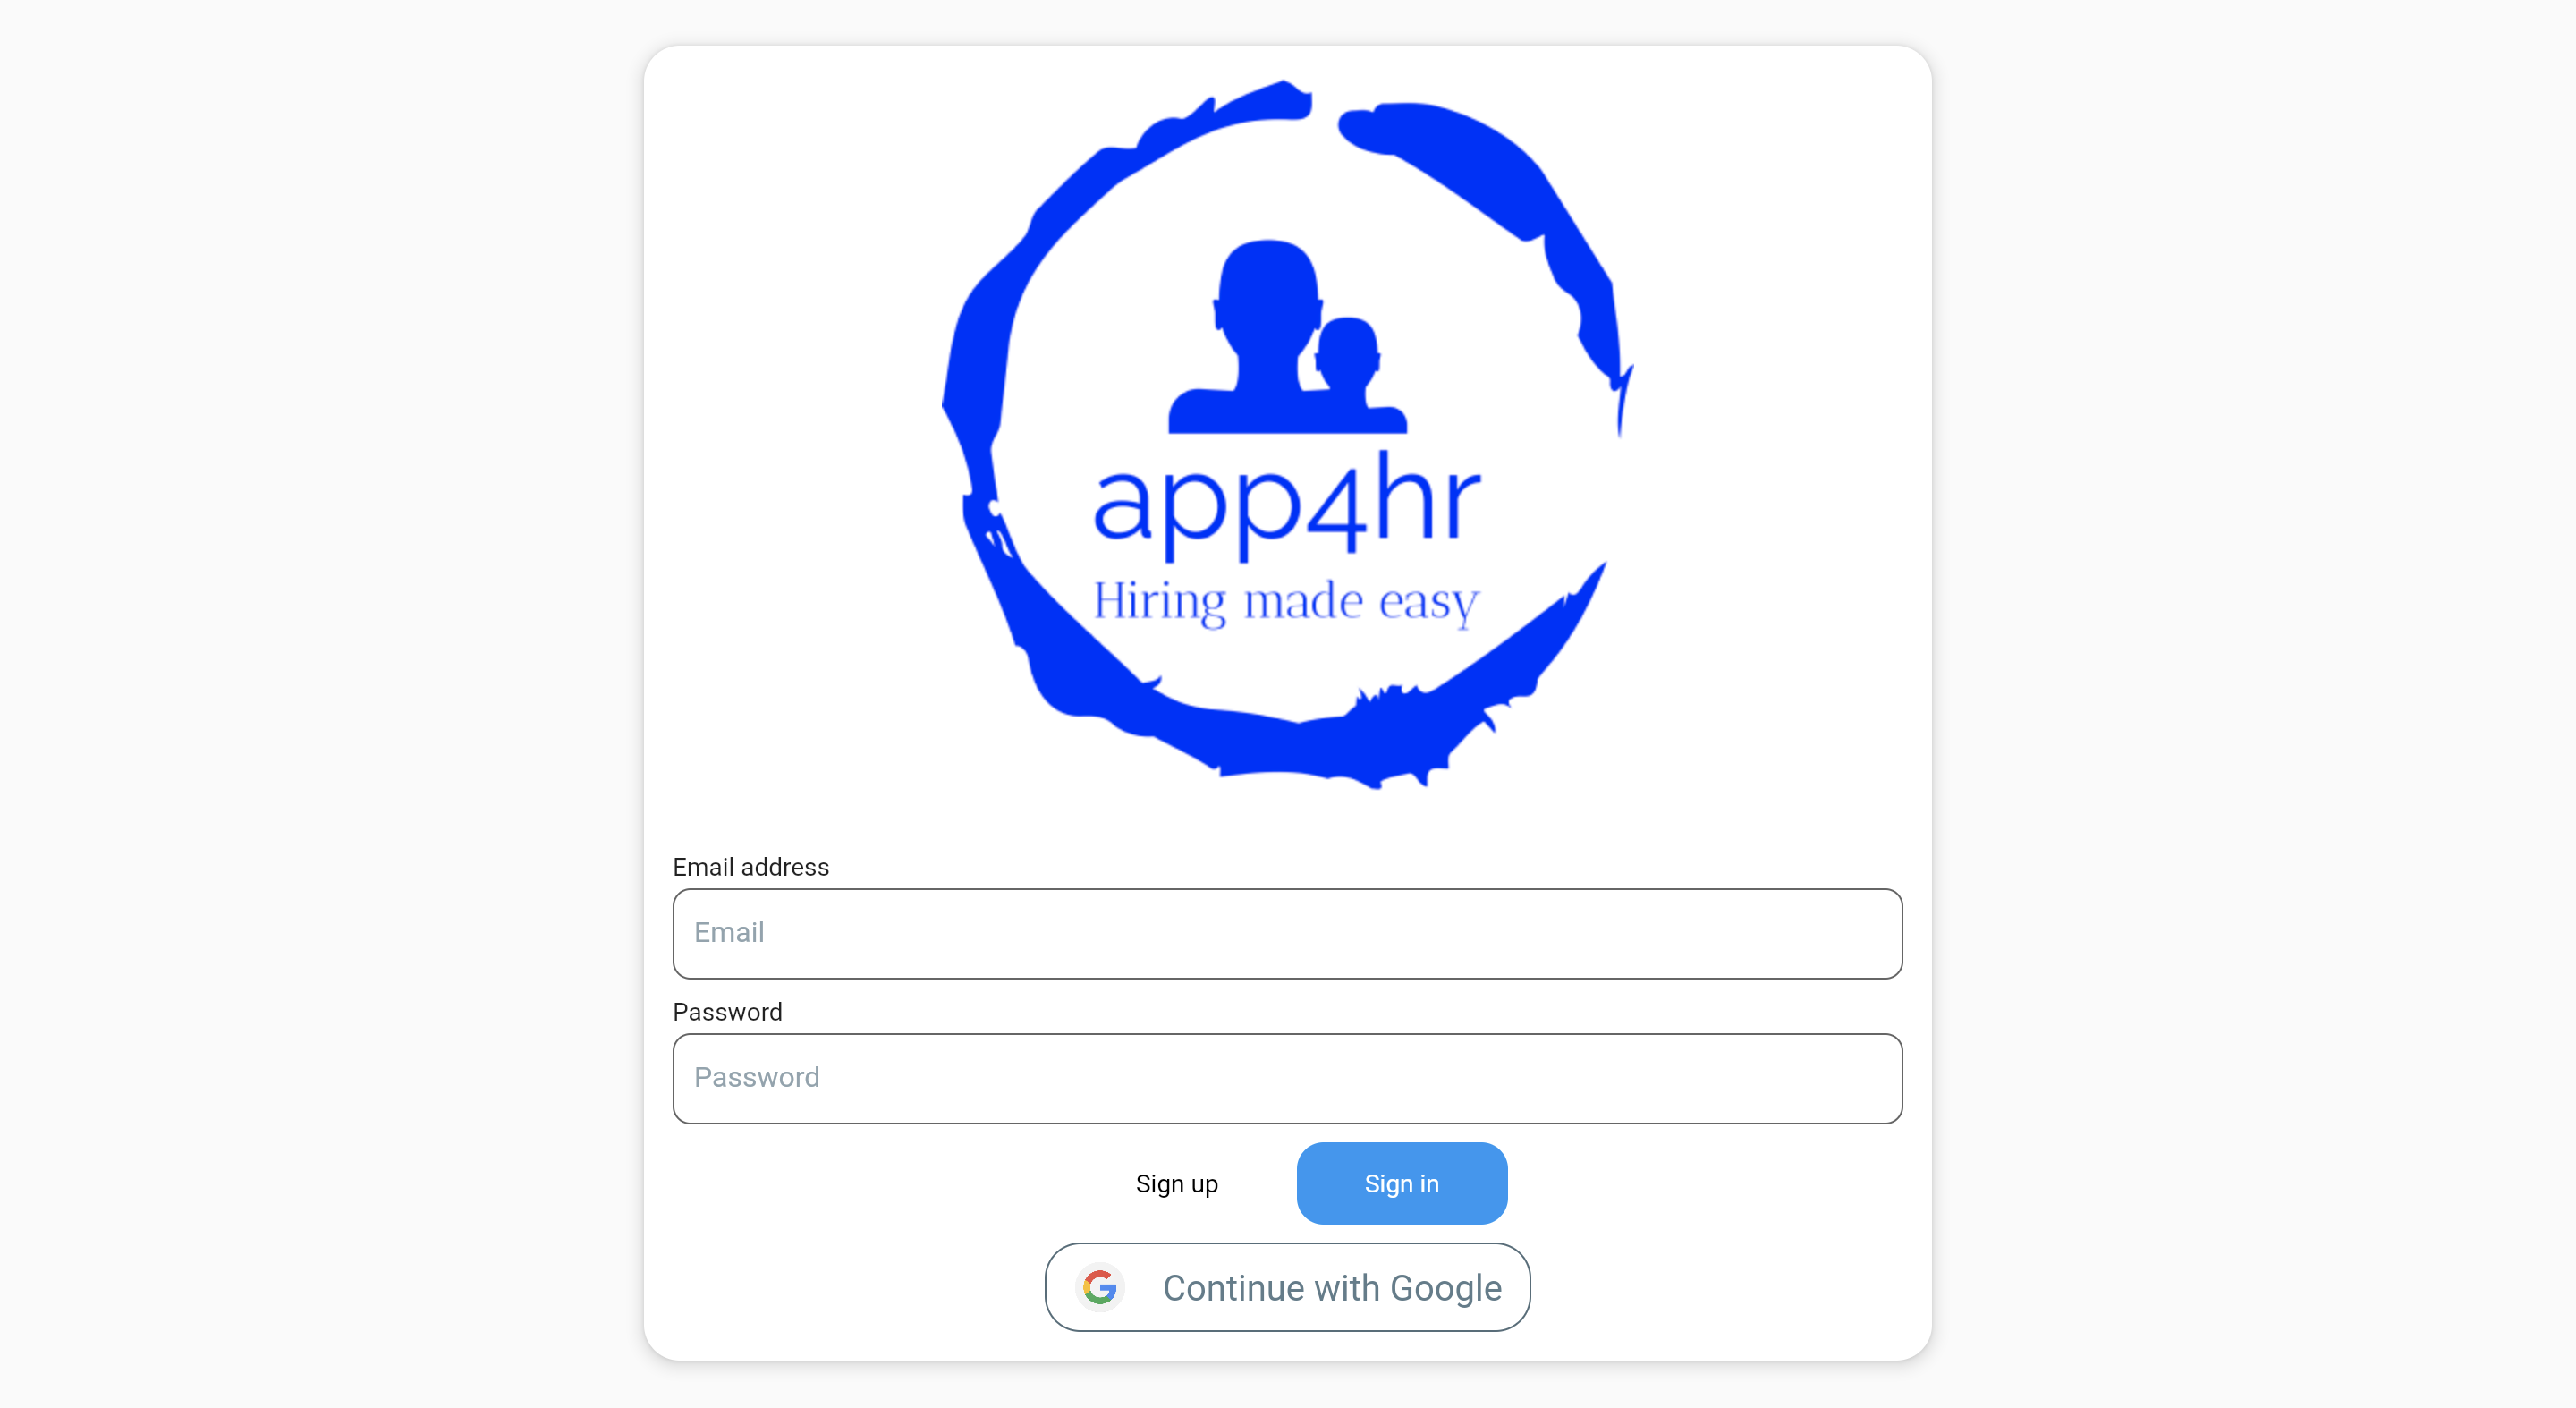 app4hr
Hiring made easy
Email address
Email
Password
Password
Sign up
Sign in
Continue with Google